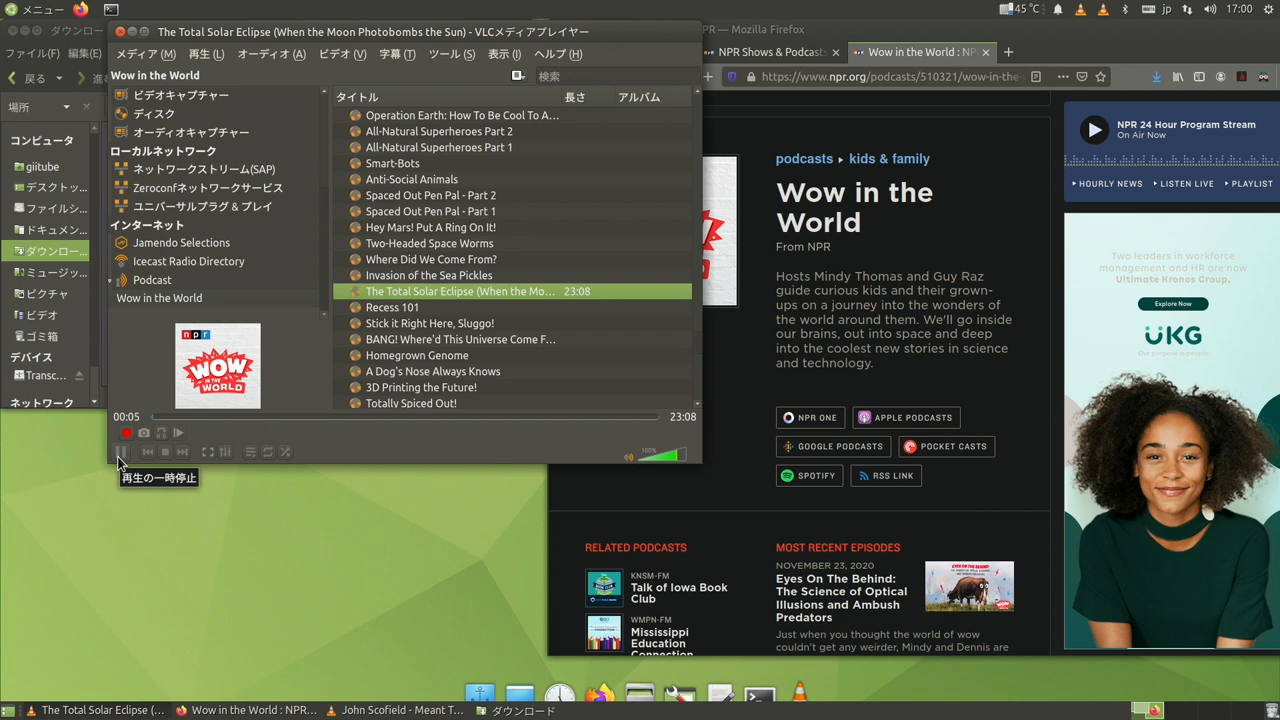 メニュー
45°C
jp
17:00
ダウンロー
ファイル(F)
編集(E)
戻る
進む
場所
コンピュータ
giitube
デスクトッ...
ファイルシ...
ドキュメン...
ダウンロー...
ミュージッ...
ピクチャ
ビデオ
ゴミ箱
デバイス
Transc...
ネットワーク
The Total Solar Eclipse (When the Moon Photobombs the Sun) - VLCメディアプレイヤー
メディア(M) 再生(L) オーディオ(A) ビデオ(V) 字幕(T) ツール(S) 表示(I) ヘルプ(H)
Wow in the World
検索
ビデオキャプチャー
ディスク
オーディオキャプチャー
ローカルネットワーク
ネットワークストリーム(SAP)
Zeroconfネットワークサービス
ユニバーサルプラグ & プレイ
インターネット
Jamendo Selections
Icecast Radio Directory
Podcast
Wow in the World
npr
WOW
IN THE
WORLD
タイトル 長さ アルバム
Operation Earth: How To Be Cool To A...
All-Natural Superheroes Part 2
All-Natural Superheroes Part 1
Smart-Bots
Anti-Social Animals
Spaced Out Pen Pal - Part 2
Spaced Out Pen Pal - Part 1
Hey Mars! Put A Ring On It!
Two-Headed Space Worms
Where Did We Come From?
Invasion of the Sea Pickles
The Total Solar Eclipse (When the Mo... 23:08
Recess 101
Stick it Right Here, Sluggo!
BANG! Where'd This Universe Come F...
Homegrown Genome
A Dog's Nose Always Knows
3D Printing the Future!
Totally Spiced Out!
00:05
23:08
100%
再生の一時停止
NPR — Mozilla Firefox
NPR Shows & Podcasts
Wow in the World : NP
https://www.npr.org/podcasts/510321/wow-in-the-
podcasts › kids & family
Wow in the
World
From NPR
Hosts Mindy Thomas and Guy Raz
guide curious kids and their grown-
ups on a journey into the wonders of
the world around them. We'll go inside
our brains, out into space and deep
into the coolest new stories in science
and technology.
NPR ONE
APPLE PODCASTS
GOOGLE PODCASTS
POCKET CASTS
SPOTIFY
RSS LINK
RELATED PODCASTS
KNSM-FM
Talk of Iowa Book
Club
WMPN-FM
Mississippi
Education
Connection
MOST RECENT EPISODES
NOVEMBER 23, 2020
Eyes On The Behind:
The Science of Optical
Illusions and Ambush
Predators
Just when you thought the world of wow
couldn't get any weirder, Mindy and Dennis are
NPR 24 Hour Program Stream
On Air Now
HOURLY NEWS
LISTEN LIVE
PLAYLIST
Two leaders in workforce
management and HR are now
Ultimate Kronos Group.
Explore Now
UKG
Our purpose is people.
The Total Solar Eclipse (...
Wow in the World : NPR...
John Scofield - Meant T...
ダウンロード